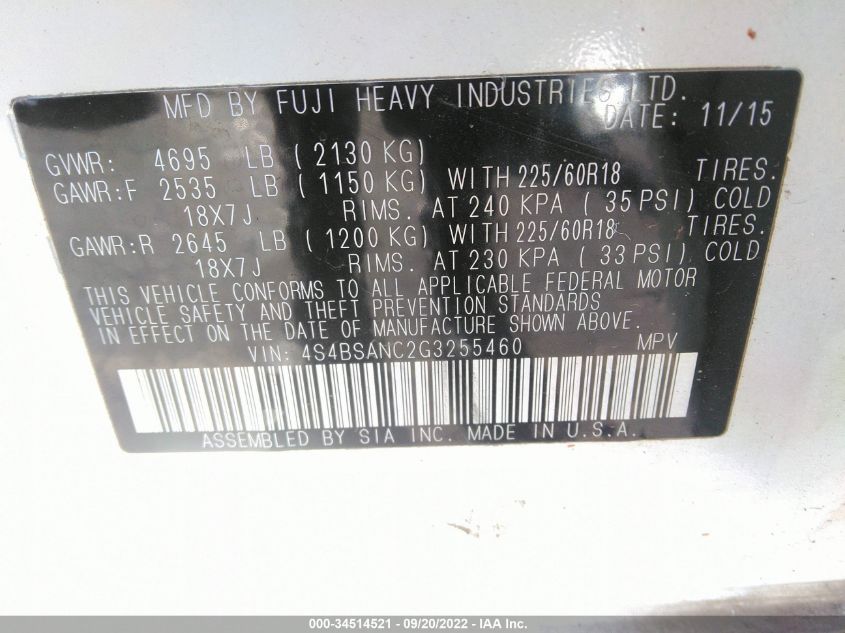 MFD BY FUJI HEAVY INDUSTRIES LTD.
DATE: 11/15
GVWR: 4695 LB ( 2130 KG)
GAWR:F 2535 LB ( 1150 KG) WITH 225/60R18 TIRES.
18X7J RIMS. AT 240 KPA ( 35 PSI) COLD
GAWR:R 2645 LB ( 1200 KG) WITH 225/60R18 TIRES.
18X7J RIMS. AT 230 KPA ( 33 PSI) COLD
THIS VEHICLE CONFORMS TO ALL APPLICABLE FEDERAL MOTOR
VEHICLE SAFETY AND THEFT PREVENTION STANDARDS
IN EFFECT ON THE DATE OF MANUFACTURE SHOWN ABOVE.
VIN: 4S4BSANC2G3255460 MPV
ASSEMBLED BY SIA INC. MADE IN U.S.A.
000-34514521 - 09/20/2022 - IAA Inc.